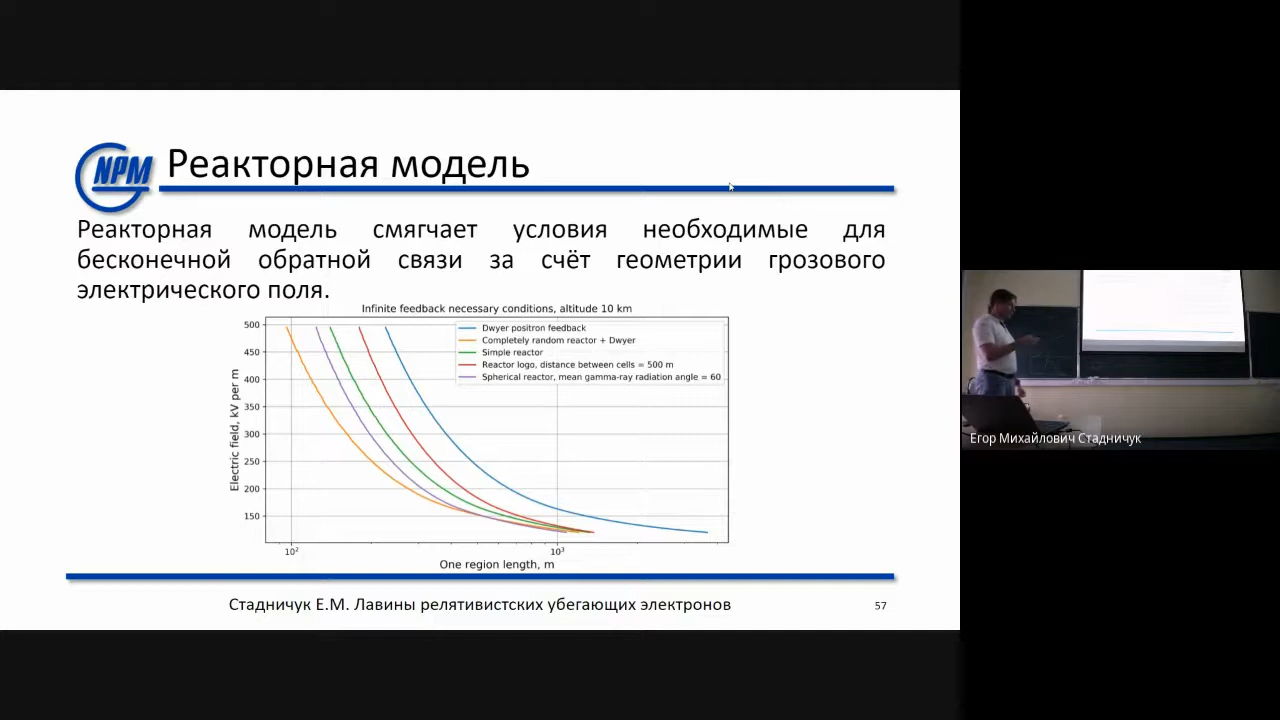 NPM
Реакторная модель
Реакторная модель смягчает условия необходимые для
бесконечной обратной связи за счёт геометрии грозового
электрического поля.
Infinite feedback necessary conditions, altitude 10 km
Electric field, kV per m
500
450
400
350
300
250
200
150
Dwyer positron feedback
Completely random reactor + Dwyer
Simple reactor
Reactor logo, distance between cells = 500 m
Spherical reactor, mean gamma-ray radiation angle = 60
10²
10³
One region length, m
Стадничук Е.М. Лавины релятивистских убегающих электронов
57
Егор Михайлович Стадничук